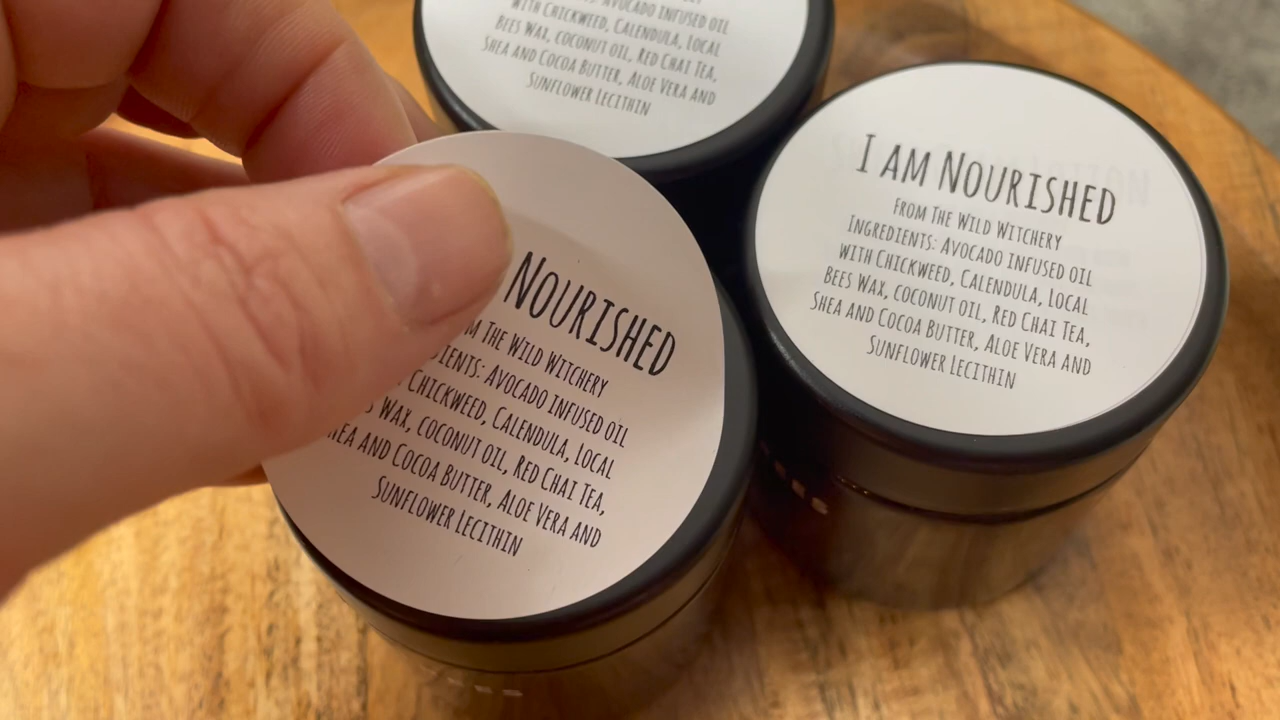 AVOCADO INFUSED OIL
WITH CHICKWEED, CALENDULA, LOCAL
BEES WAX, COCONUT OIL, RED CHAI TEA,
SHEA AND COCOA BUTTER, ALOE VERA AND
SUNFLOWER LECITHIN
I AM NOURISHED
FROM THE WILD WITCHERY
INGREDIENTS: AVOCADO INFUSED OIL
WITH CHICKWEED, CALENDULA, LOCAL
BEES WAX, COCONUT OIL, RED CHAI TEA,
SHEA AND COCOA BUTTER, ALOE VERA AND
SUNFLOWER LECITHIN
NOURISHED
THE WILD WITCHERY
AVOCADO INFUSED OIL
CHICKWEED, CALENDULA, LOCAL
WAX, COCONUT OIL, RED CHAI TEA,
AND COCOA BUTTER, ALOE VERA AND
SUNFLOWER LECITHIN